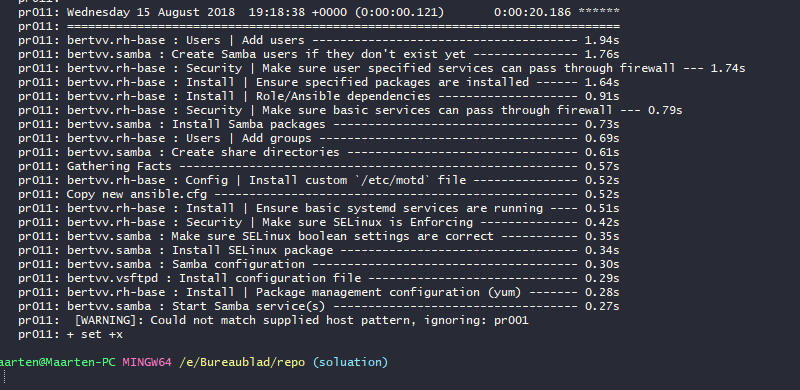 pr011: Wednesday 15 August 2018  19:18:38 +0000 (0:00:00.121)       0:00:20.186 ******
pr011: ===============================================================================
pr011: bertvv.rh-base : Users | Add users -------------------------------------- 1.94s
pr011: bertvv.samba : Create Samba users if they don't exist yet --------------- 1.76s
pr011: bertvv.rh-base : Security | Make sure user specified services can pass through firewall --- 1.74s
pr011: bertvv.rh-base : Install | Ensure specified packages are installed ------ 1.64s
pr011: bertvv.rh-base : Install | Role/Ansible dependencies -------------------- 0.91s
pr011: bertvv.rh-base : Security | Make sure basic services can pass through firewall --- 0.79s
pr011: bertvv.samba : Install Samba packages ----------------------------------- 0.73s
pr011: bertvv.rh-base : Users | Add groups ------------------------------------- 0.69s
pr011: bertvv.samba : Create share directories --------------------------------- 0.61s
pr011: Gathering Facts --------------------------------------------------------- 0.57s
pr011: bertvv.rh-base : Config | Install custom `/etc/motd` file --------------- 0.52s
pr011: Copy new ansible.cfg ---------------------------------------------------- 0.52s
pr011: bertvv.rh-base : Install | Ensure basic systemd services are running ---- 0.51s
pr011: bertvv.rh-base : Security | Make sure SELinux is Enforcing -------------- 0.42s
pr011: bertvv.samba : Make sure SELinux boolean settings are correct ----------- 0.35s
pr011: bertvv.samba : Install SELinux package ---------------------------------- 0.34s
pr011: bertvv.samba : Samba configuration -------------------------------------- 0.30s
pr011: bertvv.vsftpd : Install configuration file ------------------------------ 0.29s
pr011: bertvv.rh-base : Install | Package management configuration (yum) ------- 0.28s
pr011: bertvv.samba : Start Samba service(s) ----------------------------------- 0.27s
pr011:  [WARNING]: Could not match supplied host pattern, ignoring: pr001
pr011: + set +x
aarten@Maarten-PC MINGW64 /e/Bureaublad/repo (soluation)